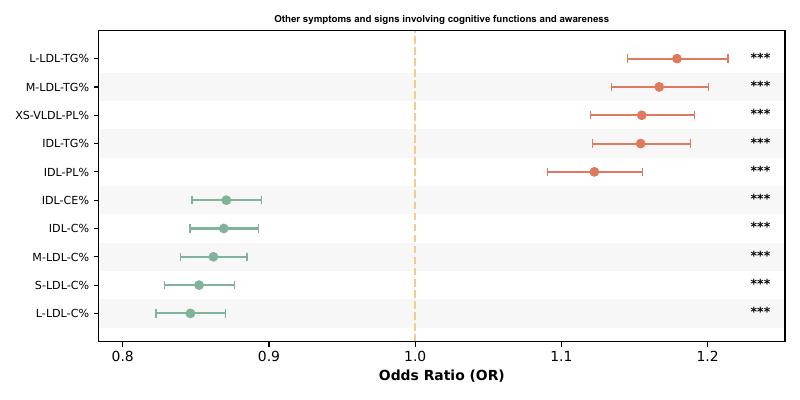 Other symptoms and signs involving cognitive functions and awareness
L-LDL-TG% ***
M-LDL-TG% ***
XS-VLDL-PL% ***
IDL-TG% ***
IDL-PL% ***
IDL-CE% ***
IDL-C% ***
M-LDL-C% ***
S-LDL-C% ***
L-LDL-C% ***
0.8 0.9 1.0 1.1 1.2
Odds Ratio (OR)